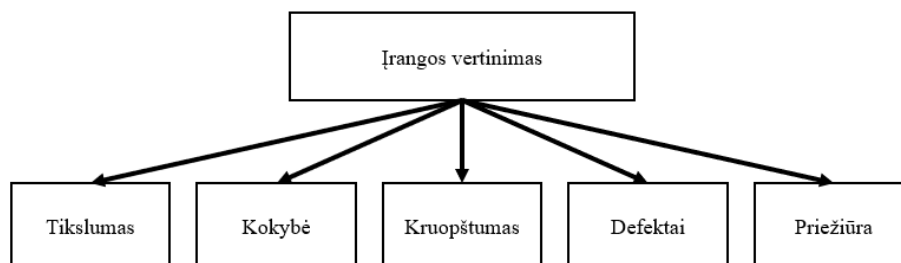 Įrangos vertinimas
Tikslumas
Kokybė
Kruopštumas
Defektai
Priežiūra